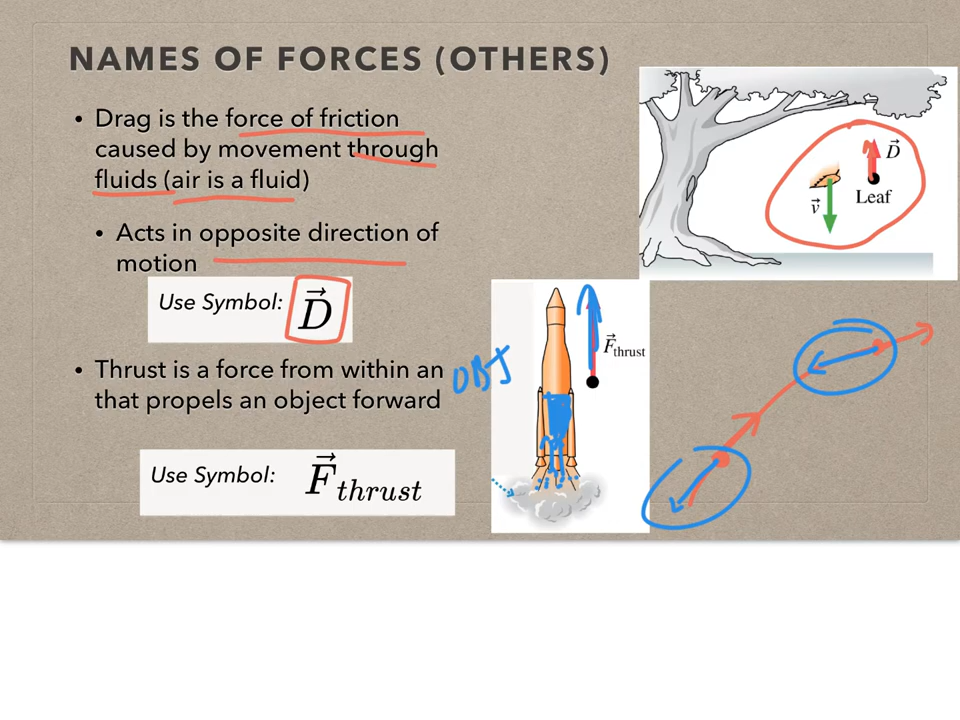 NAMES OF FORCES (OTHERS)
• Drag is the force of friction
caused by movement through
fluids (air is a fluid)
• Acts in opposite direction of
motion
Use Symbol: D⃗
• Thrust is a force from within an OBJ
that propels an object forward
Use Symbol: F⃗thrust
D⃗
v⃗
Leaf
F⃗thrust